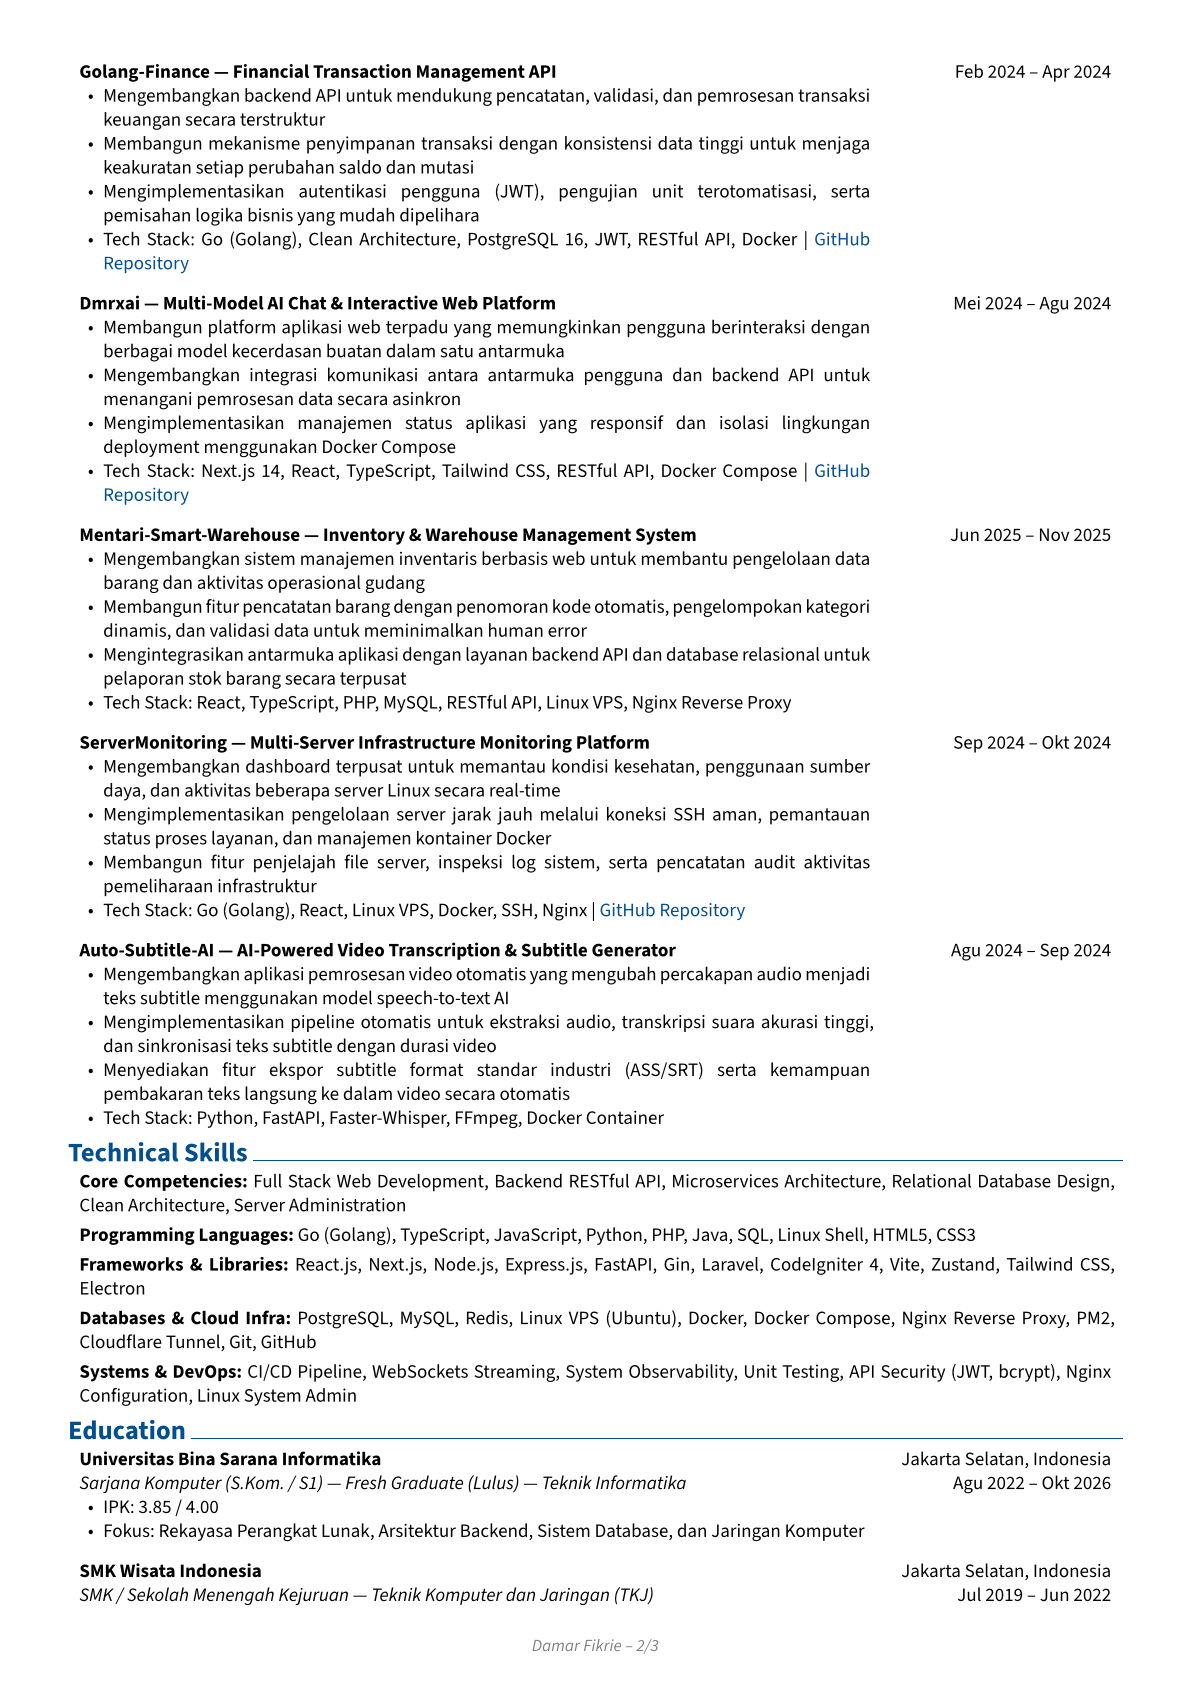 Golang-Finance — Financial Transaction Management API Feb 2024 – Apr 2024
• Mengembangkan backend API untuk mendukung pencatatan, validasi, dan pemrosesan transaksi
keuangan secara terstruktur
• Membangun mekanisme penyimpanan transaksi dengan konsistensi data tinggi untuk menjaga
keakuratan setiap perubahan saldo dan mutasi
• Mengimplementasikan autentikasi pengguna (JWT), pengujian unit terotomatisasi, serta
pemisahan logika bisnis yang mudah dipelihara
• Tech Stack: Go (Golang), Clean Architecture, PostgreSQL 16, JWT, RESTful API, Docker | GitHub
Repository
Dmrxai — Multi-Model AI Chat & Interactive Web Platform Mei 2024 – Agu 2024
• Membangun platform aplikasi web terpadu yang memungkinkan pengguna berinteraksi dengan
berbagai model kecerdasan buatan dalam satu antarmuka
• Mengembangkan integrasi komunikasi antara antarmuka pengguna dan backend API untuk
menangani pemrosesan data secara asinkron
• Mengimplementasikan manajemen status aplikasi yang responsif dan isolasi lingkungan
deployment menggunakan Docker Compose
• Tech Stack: Next.js 14, React, TypeScript, Tailwind CSS, RESTful API, Docker Compose | GitHub
Repository
Mentari-Smart-Warehouse — Inventory & Warehouse Management System Jun 2025 – Nov 2025
• Mengembangkan sistem manajemen inventaris berbasis web untuk membantu pengelolaan data
barang dan aktivitas operasional gudang
• Membangun fitur pencatatan barang dengan penomoran kode otomatis, pengelompokan kategori
dinamis, dan validasi data untuk meminimalkan human error
• Mengintegrasikan antarmuka aplikasi dengan layanan backend API dan database relasional untuk
pelaporan stok barang secara terpusat
• Tech Stack: React, TypeScript, PHP, MySQL, RESTful API, Linux VPS, Nginx Reverse Proxy
ServerMonitoring — Multi-Server Infrastructure Monitoring Platform Sep 2024 – Okt 2024
• Mengembangkan dashboard terpusat untuk memantau kondisi kesehatan, penggunaan sumber
daya, dan aktivitas beberapa server Linux secara real-time
• Mengimplementasikan pengelolaan server jarak jauh melalui koneksi SSH aman, pemantauan
status proses layanan, dan manajemen kontainer Docker
• Membangun fitur penjelajah file server, inspeksi log sistem, serta pencatatan audit aktivitas
pemeliharaan infrastruktur
• Tech Stack: Go (Golang), React, Linux VPS, Docker, SSH, Nginx | GitHub Repository
Auto-Subtitle-AI — AI-Powered Video Transcription & Subtitle Generator Agu 2024 – Sep 2024
• Mengembangkan aplikasi pemrosesan video otomatis yang mengubah percakapan audio menjadi
teks subtitle menggunakan model speech-to-text AI
• Mengimplementasikan pipeline otomatis untuk ekstraksi audio, transkripsi suara akurasi tinggi,
dan sinkronisasi teks subtitle dengan durasi video
• Menyediakan fitur ekspor subtitle format standar industri (ASS/SRT) serta kemampuan
pembakaran teks langsung ke dalam video secara otomatis
• Tech Stack: Python, FastAPI, Faster-Whisper, FFmpeg, Docker Container
Technical Skills
Core Competencies: Full Stack Web Development, Backend RESTful API, Microservices Architecture, Relational Database Design,
Clean Architecture, Server Administration
Programming Languages: Go (Golang), TypeScript, JavaScript, Python, PHP, Java, SQL, Linux Shell, HTML5, CSS3
Frameworks & Libraries: React.js, Next.js, Node.js, Express.js, FastAPI, Gin, Laravel, CodeIgniter 4, Vite, Zustand, Tailwind CSS,
Electron
Databases & Cloud Infra: PostgreSQL, MySQL, Redis, Linux VPS (Ubuntu), Docker, Docker Compose, Nginx Reverse Proxy, PM2,
Cloudflare Tunnel, Git, GitHub
Systems & DevOps: CI/CD Pipeline, WebSockets Streaming, System Observability, Unit Testing, API Security (JWT, bcrypt), Nginx
Configuration, Linux System Admin
Education
Universitas Bina Sarana Informatika Jakarta Selatan, Indonesia
Sarjana Komputer (S.Kom. / S1) — Fresh Graduate (Lulus) — Teknik Informatika Agu 2022 – Okt 2026
• IPK: 3.85 / 4.00
• Fokus: Rekayasa Perangkat Lunak, Arsitektur Backend, Sistem Database, dan Jaringan Komputer
SMK Wisata Indonesia Jakarta Selatan, Indonesia
SMK / Sekolah Menengah Kejuruan — Teknik Komputer dan Jaringan (TKJ) Jul 2019 – Jun 2022
Damar Fikrie – 2/3